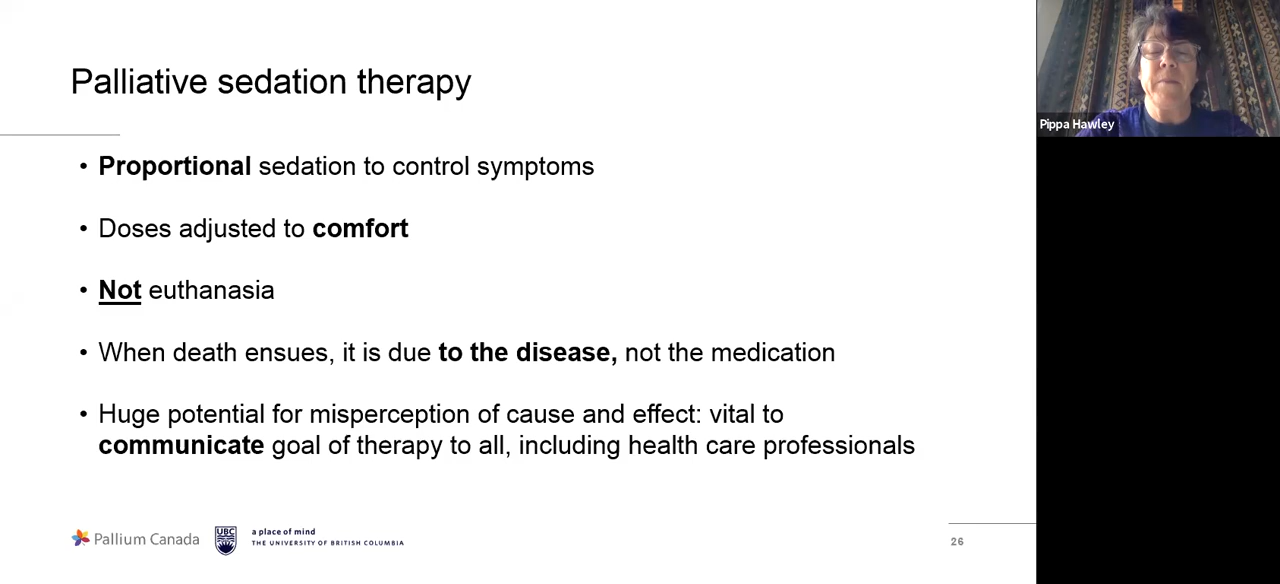 Palliative sedation therapy
• Proportional sedation to control symptoms
• Doses adjusted to comfort
• Not euthanasia
• When death ensues, it is due to the disease, not the medication
• Huge potential for misperception of cause and effect: vital to
communicate goal of therapy to all, including health care professionals
Pallium Canada
UBC
a place of mind
THE UNIVERSITY OF BRITISH COLUMBIA
26
Pippa Hawley